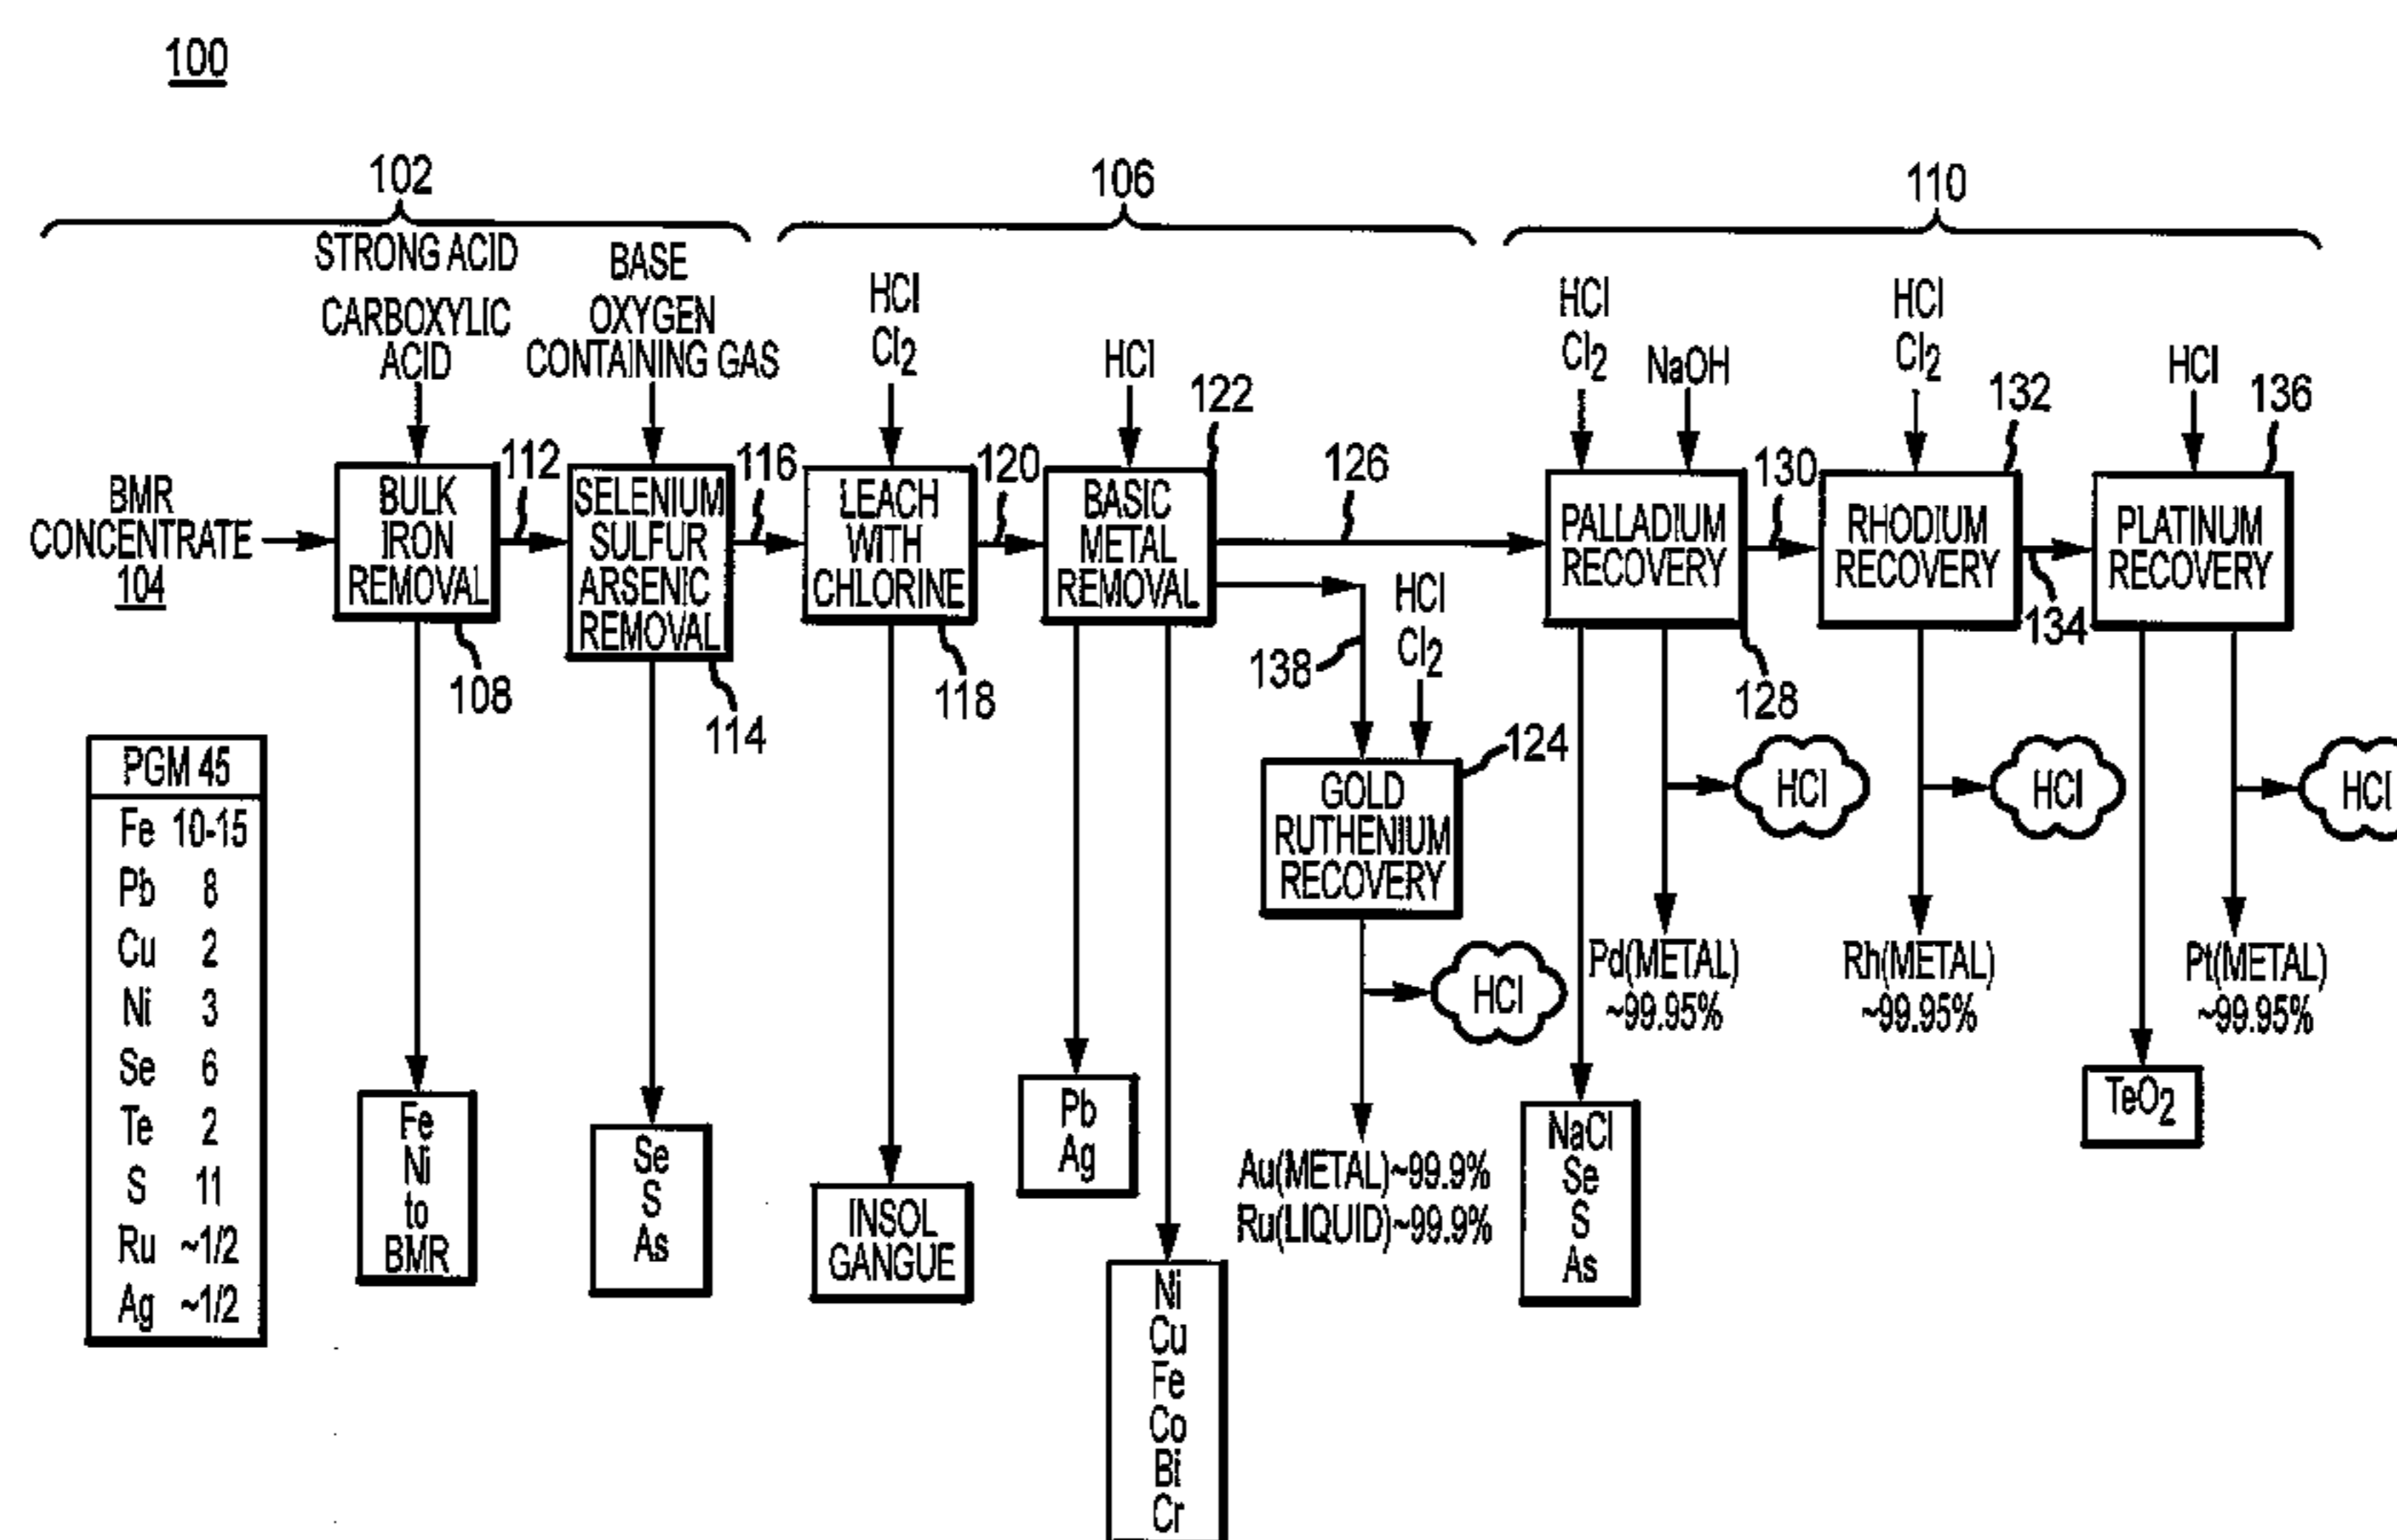 100
102
106
110
STRONG ACID
CARBOXYLIC
ACID
BASE
OXYGEN
CONTAINING GAS
HCl
Cl2
HCl
122
HCl
Cl2
NaOH
HCl
Cl2
132
HCl
136
BMR
CONCENTRATE
104
BULK
IRON
REMOVAL
108
112
SELENIUM
SULFUR
ARSENIC
REMOVAL
114
116
LEACH
WITH
CHLORINE
118
120
BASIC
METAL
REMOVAL
126
138
HCl
Cl2
PALLADIUM
RECOVERY
128
130
RHODIUM
RECOVERY
134
PLATINUM
RECOVERY
GOLD
RUTHENIUM
RECOVERY
124
HCl
HCl
HCl
HCl
PGM 45
Fe 10-15
Pb 8
Cu 2
Ni 3
Se 6
Te 2
S 11
Ru ~1/2
Ag ~1/2
Fe
Ni
to
BMR
Se
S
As
INSOL
GANGUE
Pb
Ag
Ni
Cu
Fe
Co
Bi
Cr
Au(METAL)~99.9%
Ru(LIQUID)~99.9%
NaCl
Se
S
As
Pd(METAL)
~99.95%
Rh(METAL)
~99.95%
Pt(METAL)
~99.95%
TeO2